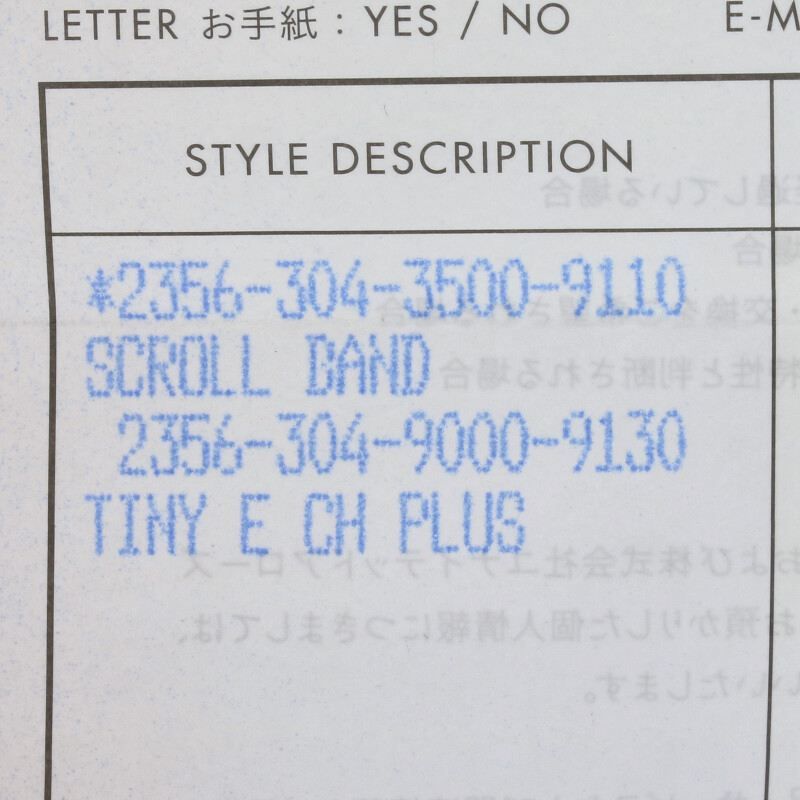 LETTER お手紙 : YES / NO E-M
STYLE DESCRIPTION
*2356-304-3500-9110
SCROLL BAND
2356-304-9000-9130
TINY E CH PLUS